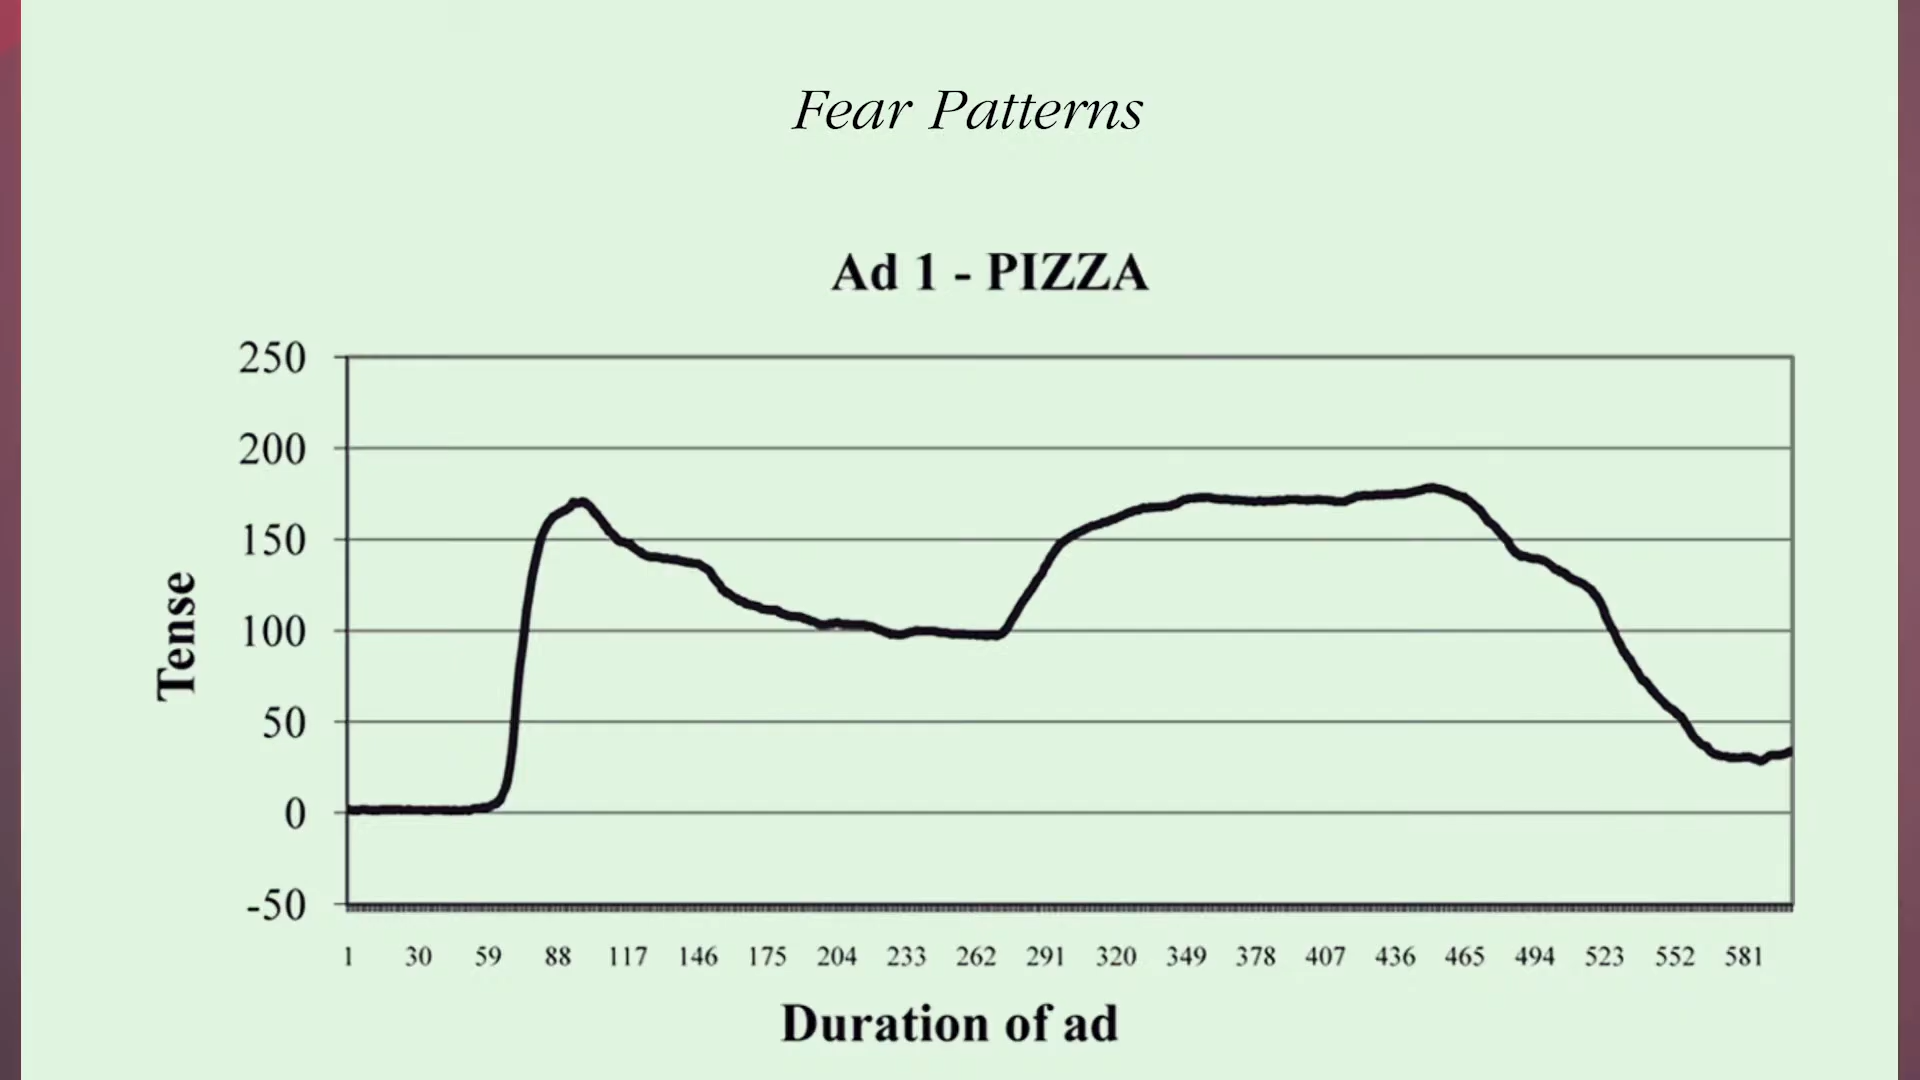 Fear Patterns
Ad 1 - PIZZA
250
200
150
100
50
0
-50
Tense
1 30 59 88 117 146 175 204 233 262 291 320 349 378 407 436 465 494 523 552 581
Duration of ad